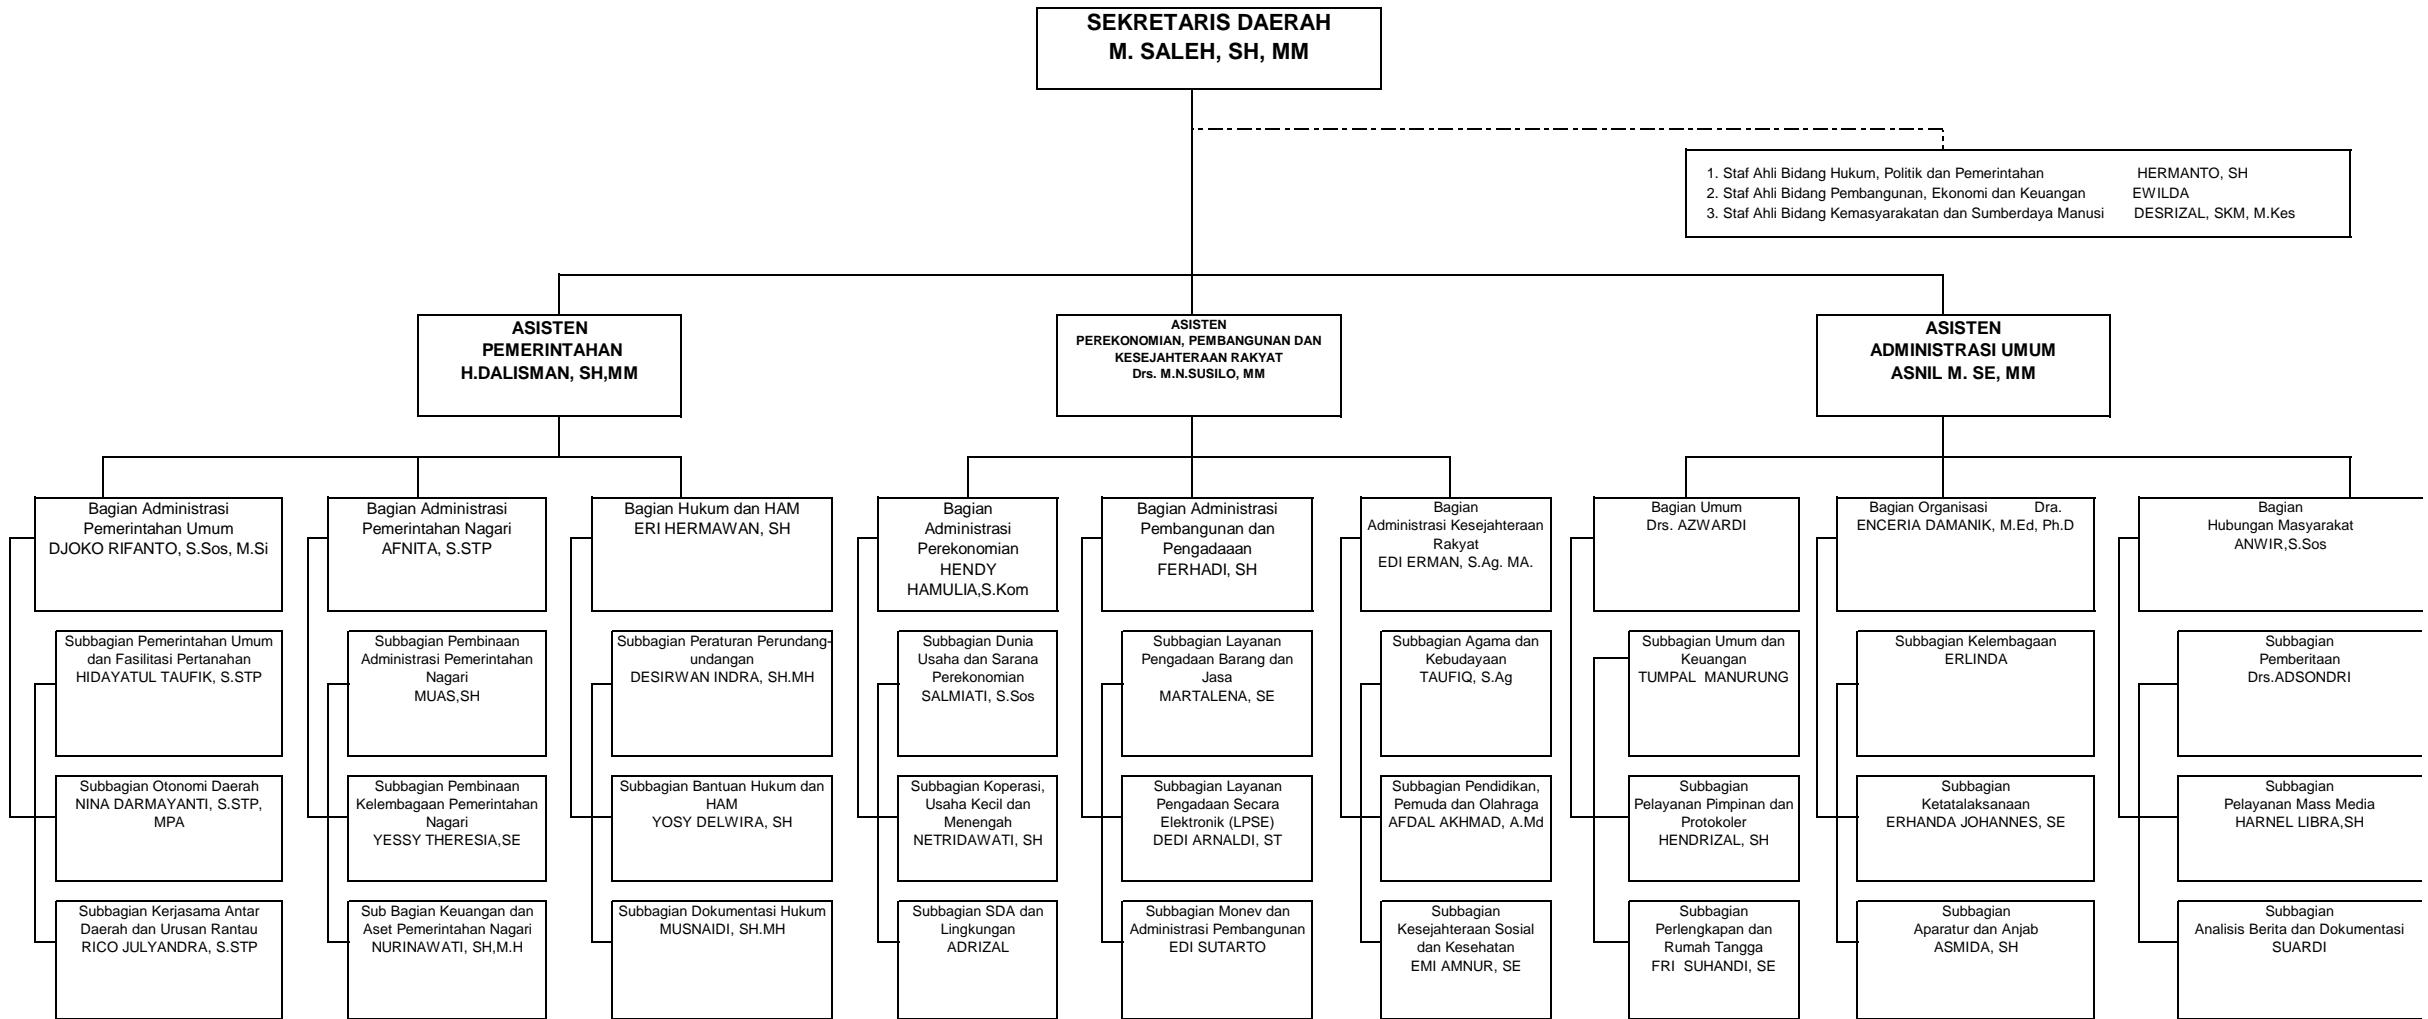 SEKRETARIS DAERAH
M. SALEH, SH, MM
1. Staf Ahli Bidang Hukum, Politik dan Pemerintahan HERMANTO, SH
2. Staf Ahli Bidang Pembangunan, Ekonomi dan Keuangan EWILDA
3. Staf Ahli Bidang Kemasyarakatan dan Sumberdaya Manusi DESRIZAL, SKM, M.Kes
ASISTEN
PEMERINTAHAN
H.DALISMAN, SH,MM
ASISTEN
PEREKONOMIAN, PEMBANGUNAN DAN
KESEJAHTERAAN RAKYAT
Drs. M.N.SUSILO, MM
ASISTEN
ADMINISTRASI UMUM
ASNIL M. SE, MM
Bagian Administrasi
Pemerintahan Umum
DJOKO RIFANTO, S.Sos, M.Si
Bagian Administrasi
Pemerintahan Nagari
AFNITA, S.STP
Bagian Hukum dan HAM
ERI HERMAWAN, SH
Bagian
Administrasi
Perekonomian
HENDY
HAMULIA,S.Kom
Bagian Administrasi
Pembangunan dan
Pengadaaan
FERHADI, SH
Bagian
Administrasi Kesejahteraan
Rakyat
EDI ERMAN, S.Ag. MA.
Bagian Umum
Drs. AZWARDI
Bagian Organisasi Dra.
ENCERIA DAMANIK, M.Ed, Ph.D
Bagian
Hubungan Masyarakat
ANWIR,S.Sos
Subbagian Pemerintahan Umum
dan Fasilitasi Pertanahan
HIDAYATUL TAUFIK, S.STP
Subbagian Pembinaan
Administrasi Pemerintahan
Nagari
MUAS,SH
Subbagian Peraturan Perundang-
undangan
DESIRWAN INDRA, SH.MH
Subbagian Dunia
Usaha dan Sarana
Perekonomian
SALMIATI, S.Sos
Subbagian Layanan
Pengadaan Barang dan
Jasa
MARTALENA, SE
Subbagian Agama dan
Kebudayaan
TAUFIQ, S.Ag
Subbagian Umum dan
Keuangan
TUMPAL MANURUNG
Subbagian Kelembagaan
ERLINDA
Subbagian
Pemberitaan
Drs.ADSONDRI
Subbagian Otonomi Daerah
NINA DARMAYANTI, S.STP,
MPA
Subbagian Pembinaan
Kelembagaan Pemerintahan
Nagari
YESSY THERESIA,SE
Subbagian Bantuan Hukum dan
HAM
YOSY DELWIRA, SH
Subbagian Koperasi,
Usaha Kecil dan
Menengah
NETRIDAWATI, SH
Subbagian Layanan
Pengadaan Secara
Elektronik (LPSE)
DEDI ARNALDI, ST
Subbagian Pendidikan,
Pemuda dan Olahraga
AFDAL AKHMAD, A.Md
Subbagian
Pelayanan Pimpinan dan
Protokoler
HENDRIZAL, SH
Subbagian
Ketatalaksanaan
ERHANDA JOHANNES, SE
Subbagian
Pelayanan Mass Media
HARNEL LIBRA,SH
Subbagian Kerjasama Antar
Daerah dan Urusan Rantau
RICO JULYANDRA, S.STP
Sub Bagian Keuangan dan
Aset Pemerintahan Nagari
NURINAWATI, SH,M.H
Subbagian Dokumentasi Hukum
MUSNAIDI, SH.MH
Subbagian SDA dan
Lingkungan
ADRIZAL
Subbagian Monev dan
Administrasi Pembangunan
EDI SUTARTO
Subbagian
Kesejahteraan Sosial
dan Kesehatan
EMI AMNUR, SE
Subbagian
Perlengkapan dan
Rumah Tangga
FRI SUHANDI, SE
Subbagian
Aparatur dan Anjab
ASMIDA, SH
Subbagian
Analisis Berita dan Dokumentasi
SUARDI